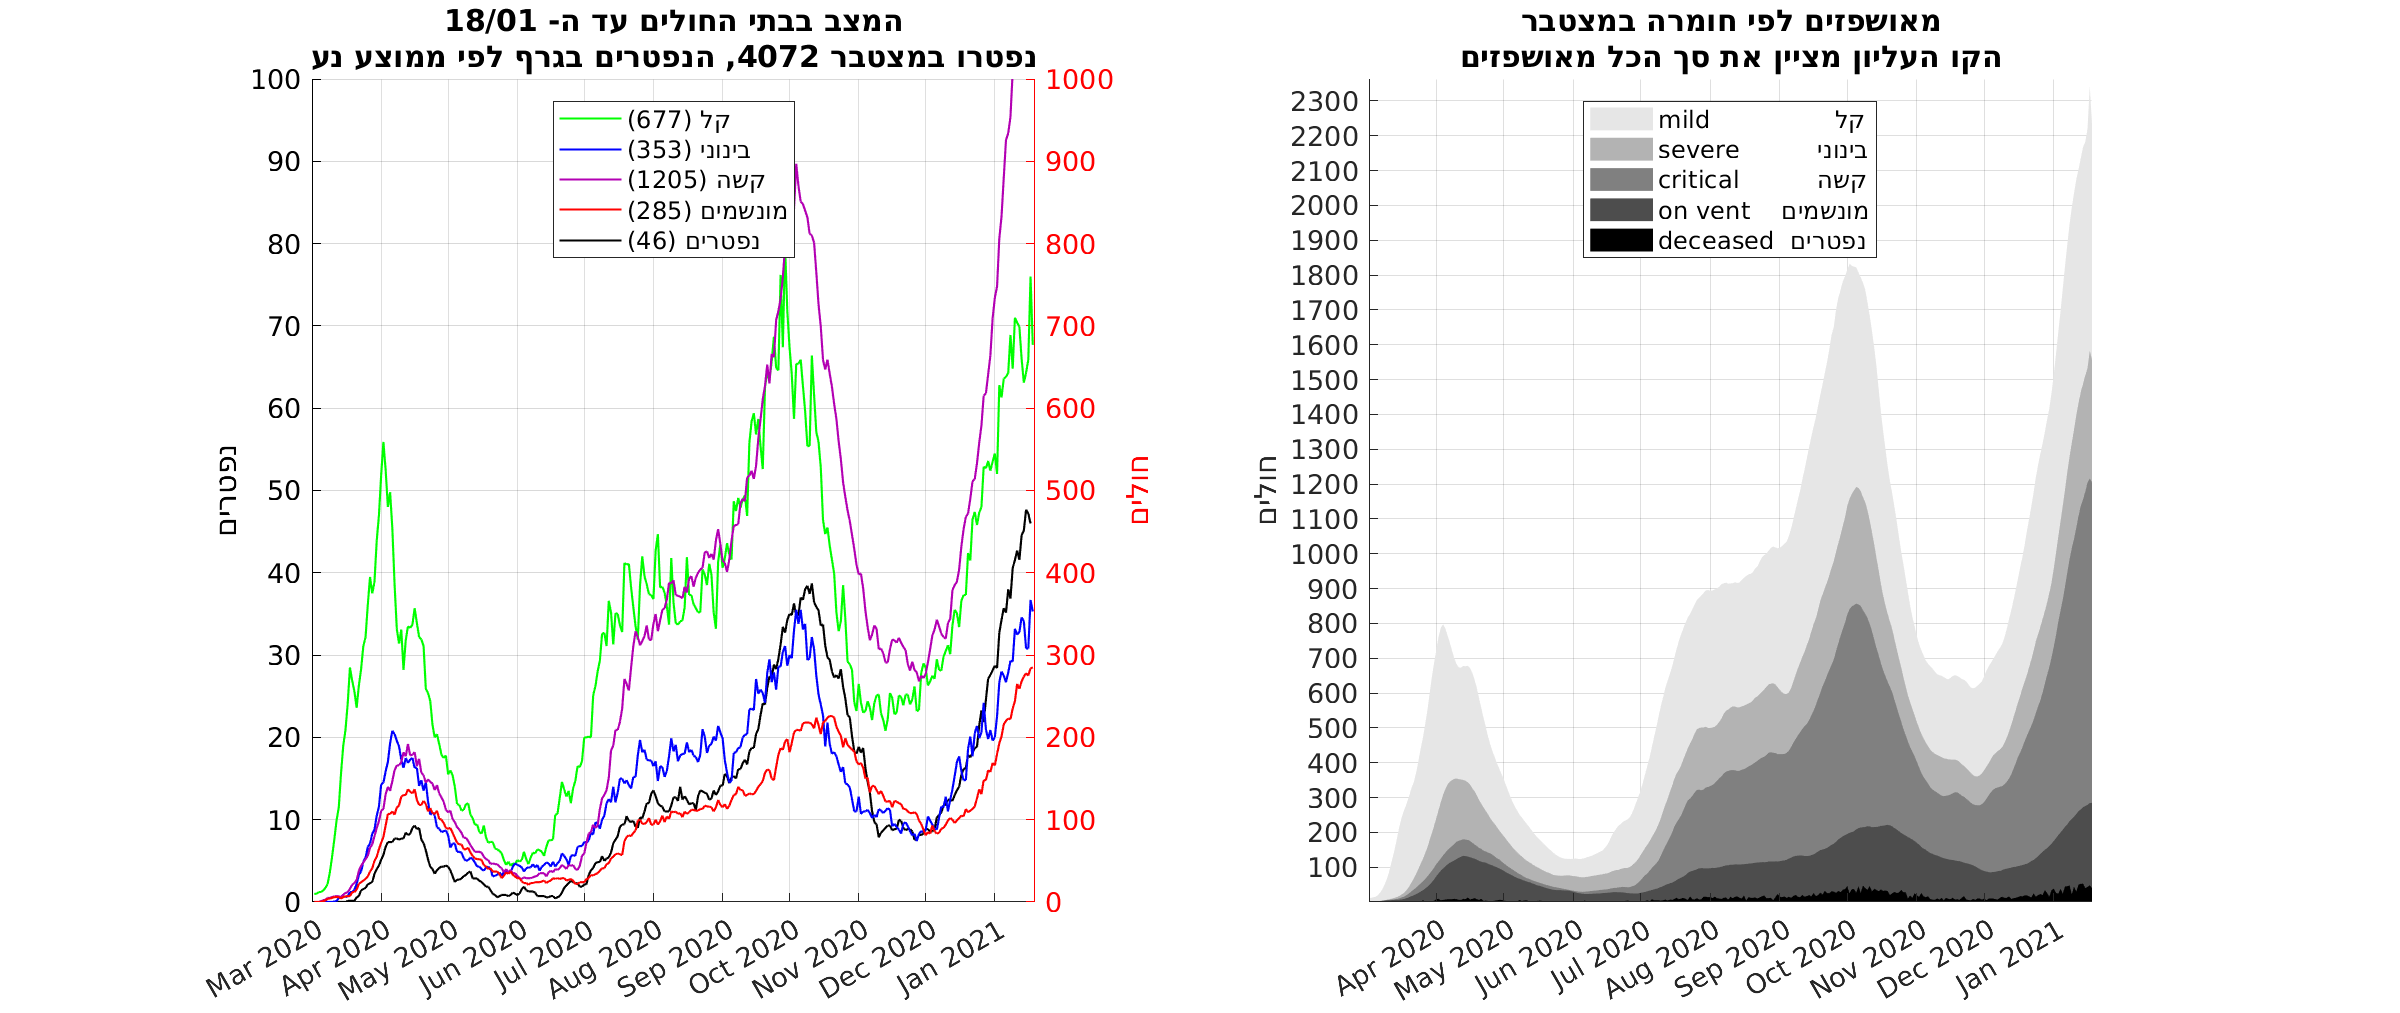 המצב בבתי החולים עד ה- 18/01
נפטרו במצטבר 4072, הנפטרים בגרף לפי ממוצע נע
100
90
80
70
60
50
40
30
20
10
0
נפטרים
1000
900
800
700
600
500
400
300
200
100
0
חולים
קל (677)
בינוני (353)
קשה (1205)
מונשמים (285)
נפטרים (46)
Mar 2020
Apr 2020
May 2020
Jun 2020
Jul 2020
Aug 2020
Sep 2020
Oct 2020
Nov 2020
Dec 2020
Jan 2021
מאושפזים לפי חומרה במצטבר
הקו העליון מציין את סך הכל מאושפזים
2300
2200
2100
2000
1900
1800
1700
1600
1500
1400
1300
1200
1100
1000
900
800
700
600
500
400
300
200
100
חולים
mild קל
severe בינוני
critical קשה
on vent מונשמים
deceased נפטרים
Apr 2020
May 2020
Jun 2020
Jul 2020
Aug 2020
Sep 2020
Oct 2020
Nov 2020
Dec 2020
Jan 2021